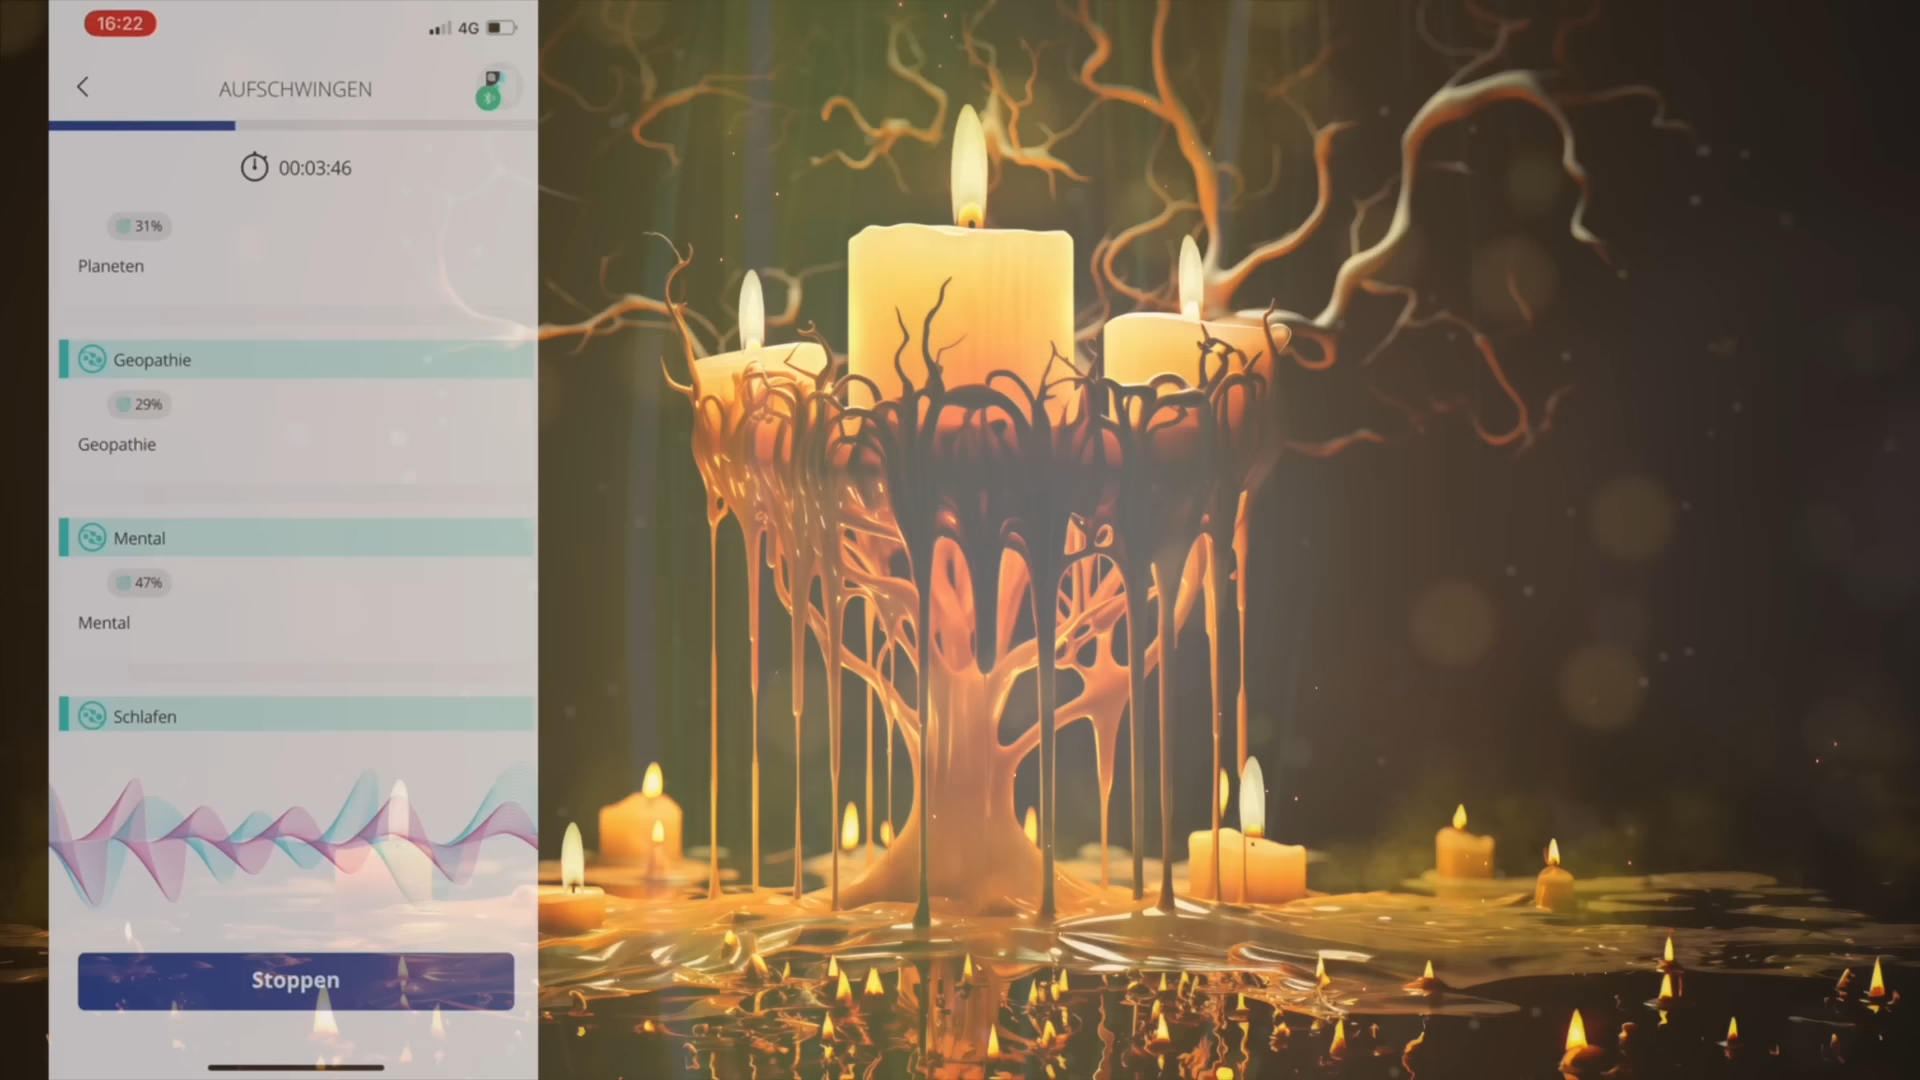 16:22
4G
AUFSCHWINGEN
00:03:46
31%
Planeten
Geopathie
29%
Geopathie
Mental
47%
Mental
Schlafen
Stoppen